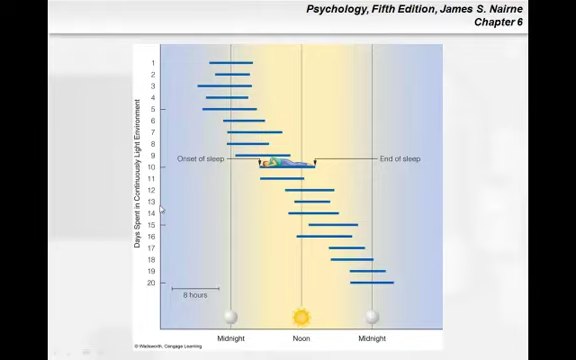 Psychology, Fifth Edition, James S. Nairne
Chapter 6
Days Spent in Continuously Light Environment
1
2
3
4
5
6
7
8
9
10
11
12
13
14
15
16
17
18
19
20
Onset of sleep
End of sleep
8 hours
Midnight
Noon
Midnight
© Wadsworth, Cengage Learning